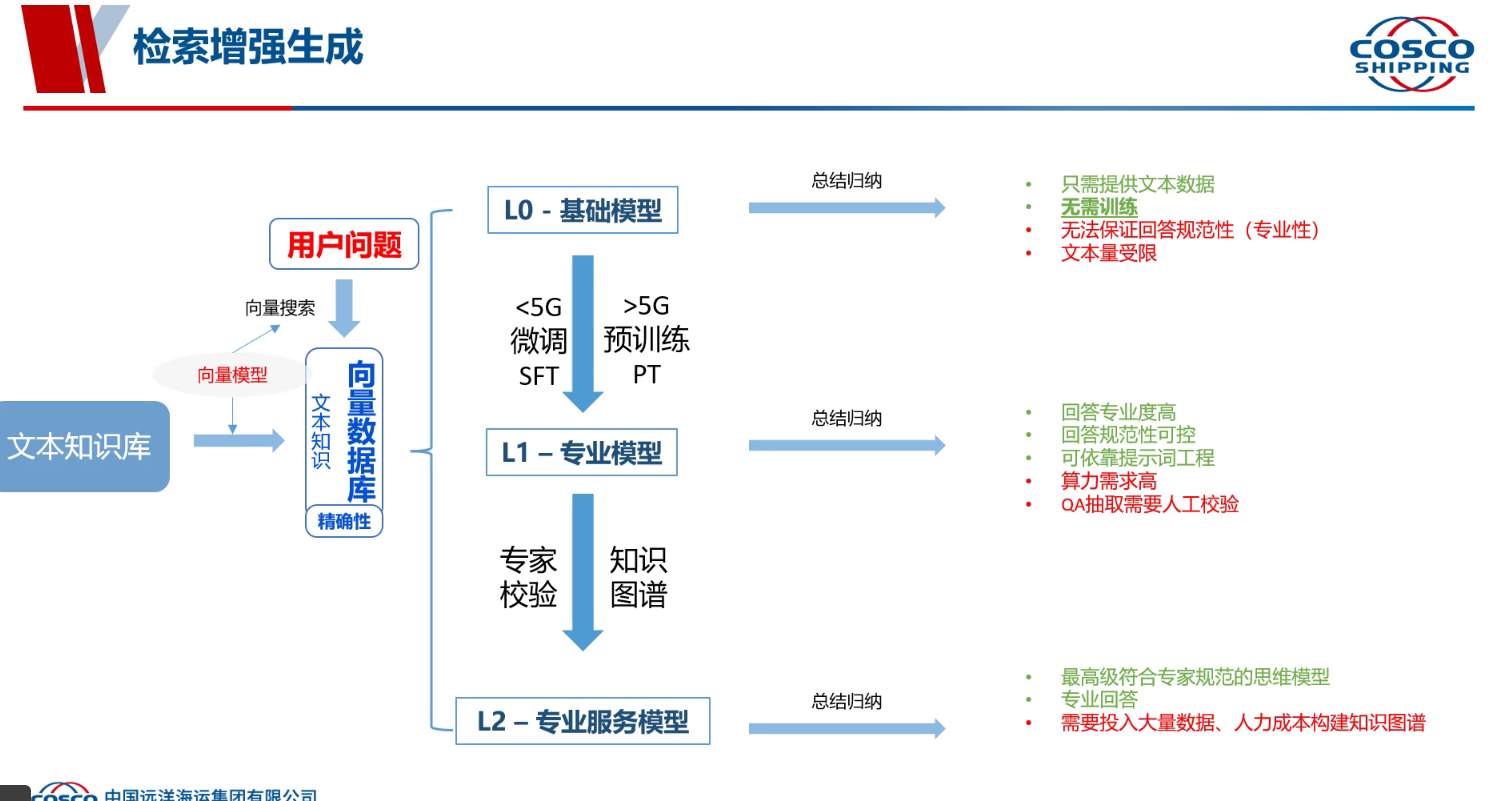 检索增强生成
COSCO
SHIPPING
用户问题
向量搜索
向量模型
文本知识库
文本知识
向量数据库
精确性
L0 - 基础模型
<5G
微调
SFT
>5G
预训练
PT
L1 – 专业模型
专家
校验
知识
图谱
L2 – 专业服务模型
总结归纳
• 只需提供文本数据
• 无需训练
• 无法保证回答规范性（专业性）
• 文本量受限
总结归纳
• 回答专业度高
• 回答规范性可控
• 可依靠提示词工程
• 算力需求高
• QA抽取需要人工校验
总结归纳
• 最高级符合专家规范的思维模型
• 专业回答
• 需要投入大量数据、人力成本构建知识图谱
COSCO
中国远洋海运集团有限公司